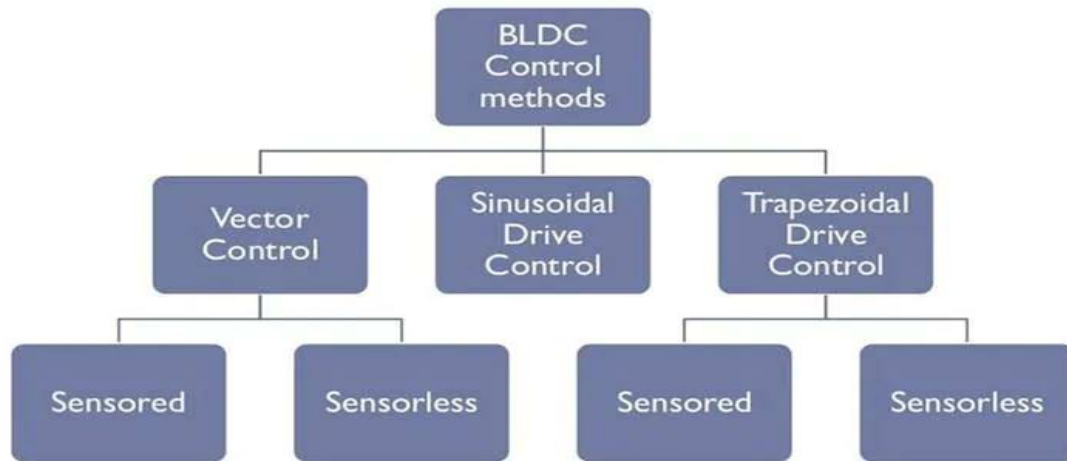 BLDC
Control
methods
Vector
Control
Sinusoidal
Drive
Control
Trapezoidal
Drive
Control
Sensored
Sensorless
Sensored
Sensorless